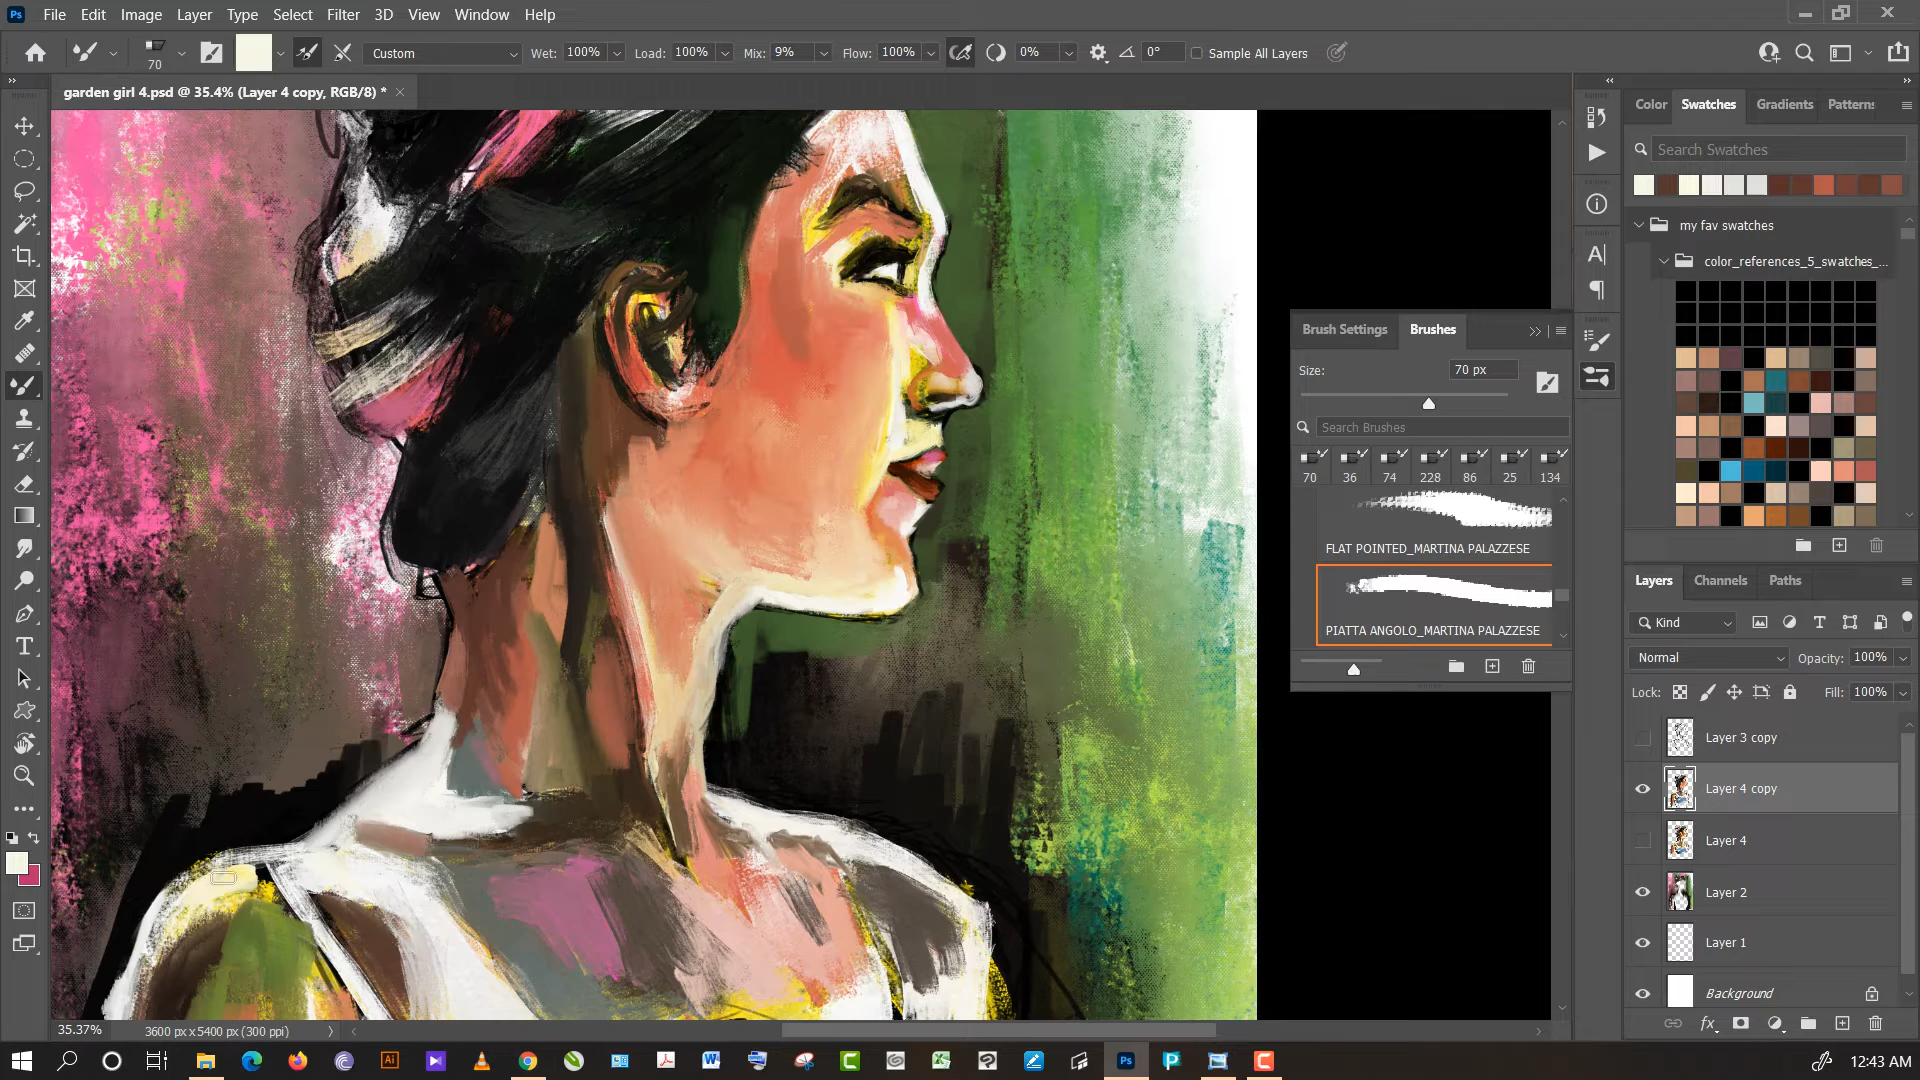 Ps File Edit Image Layer Type Select Filter 3D View Window Help
70 Custom Wet: 100% Load: 100% Mix: 9% Flow: 100% 0% 0° Sample All Layers
garden girl 4.psd @ 35.4% (Layer 4 copy, RGB/8) *
Color Swatches Gradients Patterns
Search Swatches
my fav swatches
color_references_5_swatches_...
Brush Settings Brushes
Size: 70 px
Search Brushes
70 36 74 228 86 25 134
FLAT POINTED_MARTINA PALAZZESE
PIATTA ANGOLO_MARTINA PALAZZESE
Layers Channels Paths
Kind
Normal Opacity: 100%
Lock: Fill: 100%
Layer 3 copy
Layer 4 copy
Layer 4
Layer 2
Layer 1
Background
35.37% 3600 px x 5400 px (300 ppi)
Ai Ps 12:43 AM